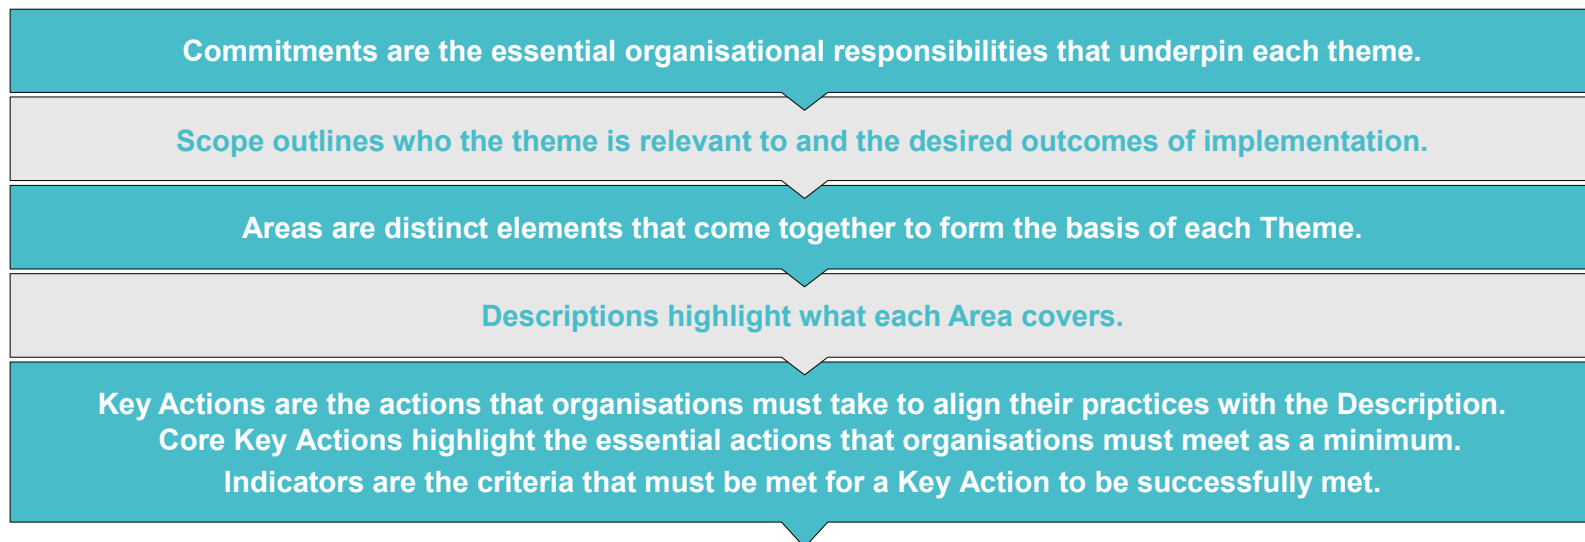 Commitments are the essential organisational responsibilities that underpin each theme.
Scope outlines who the theme is relevant to and the desired outcomes of implementation.
Areas are distinct elements that come together to form the basis of each Theme.
Descriptions highlight what each Area covers.
Key Actions are the actions that organisations must take to align their practices with the Description.
Core Key Actions highlight the essential actions that organisations must meet as a minimum.
Indicators are the criteria that must be met for a Key Action to be successfully met.